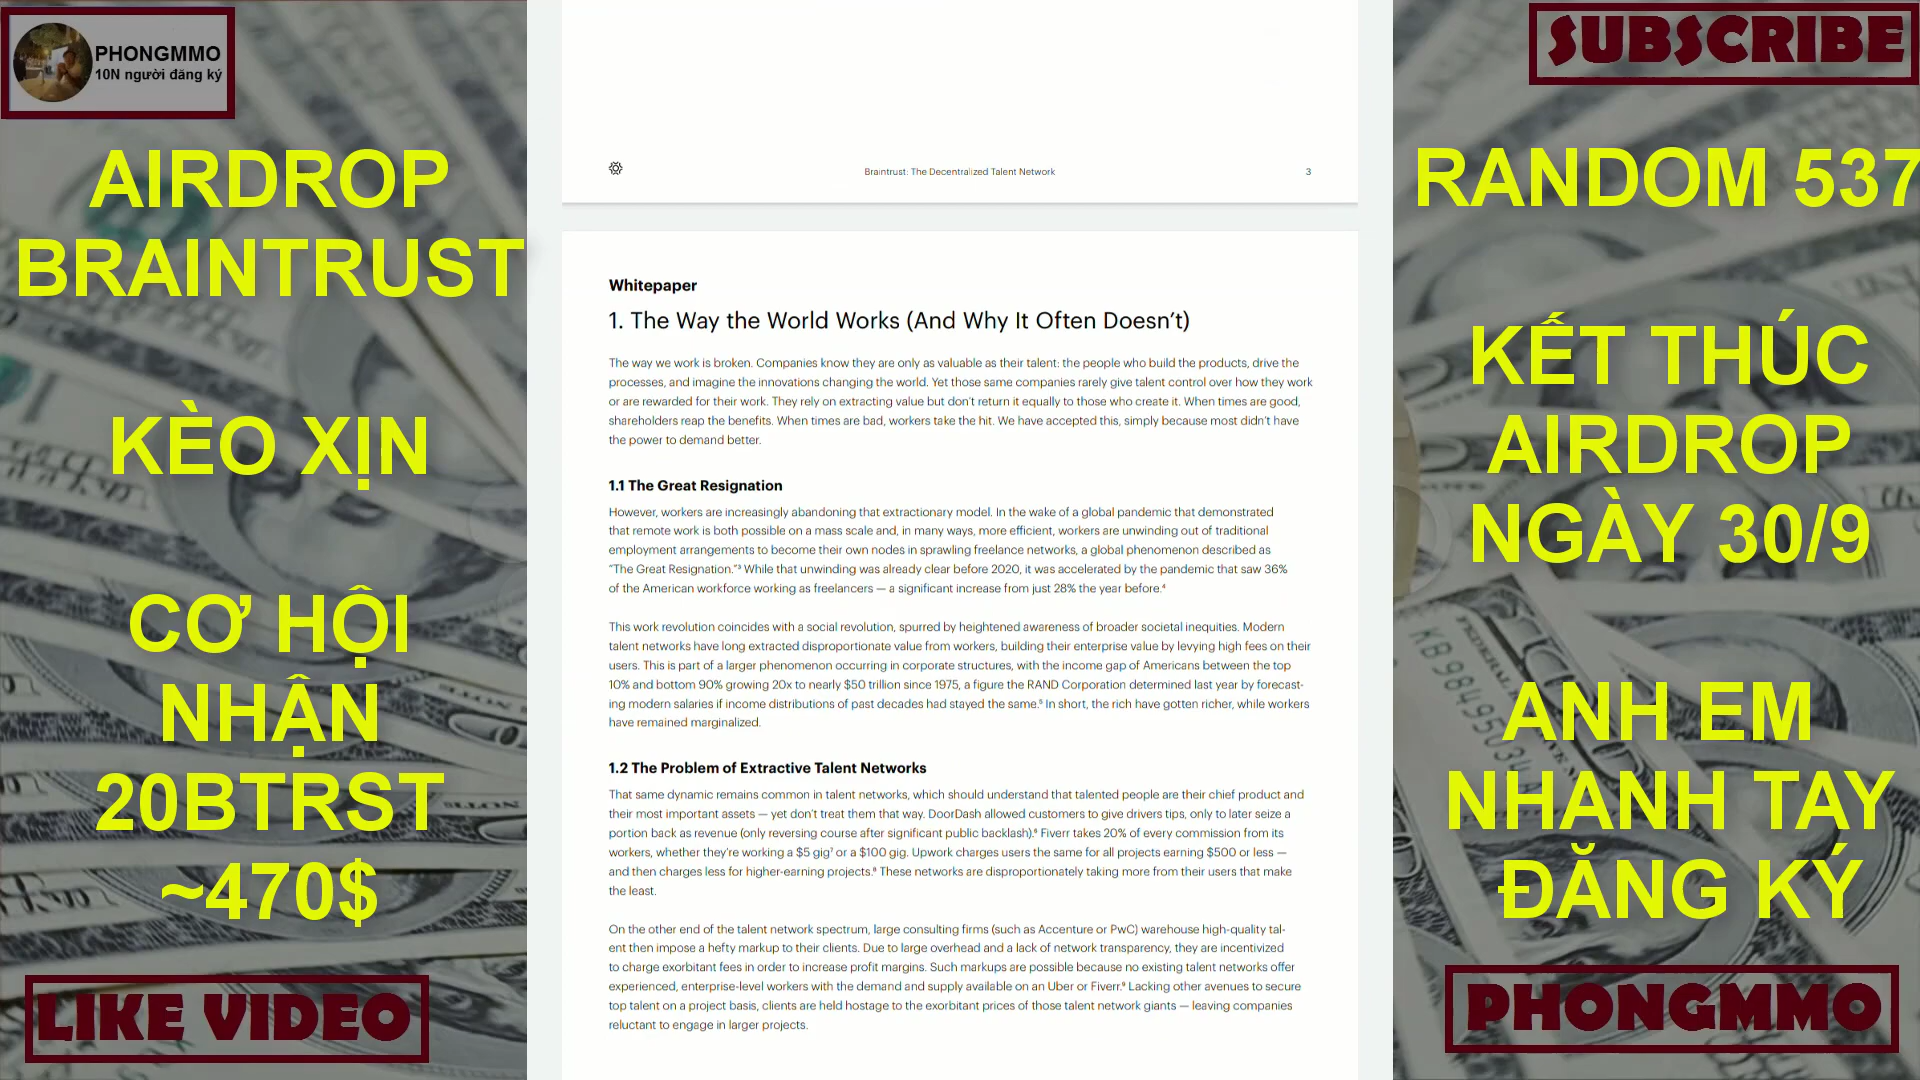 PHONGMMO
10N người đăng ký
AIRDROP
BRAINTRUST
KÈO XỊN
CƠ HỘI
NHẬN
20BTRST
~470$
LIKE VIDEO
Braintrust: The Decentralized Talent Network
3
Whitepaper
1. The Way the World Works (And Why It Often Doesn’t)
The way we work is broken. Companies know they are only as valuable as their talent: the people who build the products, drive the
processes, and imagine the innovations changing the world. Yet those same companies rarely give talent control over how they work
or are rewarded for their work. They rely on extracting value but don’t return it equally to those who create it. When times are good,
shareholders reap the benefits. When times are bad, workers take the hit. We have accepted this, simply because most didn’t have
the power to demand better.
1.1 The Great Resignation
However, workers are increasingly abandoning that extractionary model. In the wake of a global pandemic that demonstrated
that remote work is both possible on a mass scale and, in many ways, more efficient, workers are unwinding out of traditional
employment arrangements to become their own nodes in sprawling freelance networks, a global phenomenon described as
“The Great Resignation.”³ While that unwinding was already clear before 2020, it was accelerated by the pandemic that saw 36%
of the American workforce working as freelancers — a significant increase from just 28% the year before.⁴
This work revolution coincides with a social revolution, spurred by heightened awareness of broader societal inequities. Modern
talent networks have long extracted disproportionate value from workers, building their enterprise value by levying high fees on their
users. This is part of a larger phenomenon occurring in corporate structures, with the income gap of Americans between the top
10% and bottom 90% growing 20x to nearly $50 trillion since 1975, a figure the RAND Corporation determined last year by forecast-
ing modern salaries if income distributions of past decades had stayed the same.⁵ In short, the rich have gotten richer, while workers
have remained marginalized.
1.2 The Problem of Extractive Talent Networks
That same dynamic remains common in talent networks, which should understand that talented people are their chief product and
their most important assets — yet don’t treat them that way. DoorDash allowed customers to give drivers tips, only to later seize a
portion back as revenue (only reversing course after significant public backlash).⁶ Fiverr takes 20% of every commission from its
workers, whether they’re working a $5 gig⁷ or a $100 gig. Upwork charges users the same for all projects earning $500 or less —
and then charges less for higher-earning projects.⁸ These networks are disproportionately taking more from their users that make
the least.
On the other end of the talent network spectrum, large consulting firms (such as Accenture or PwC) warehouse high-quality tal-
ent then impose a hefty markup to their clients. Due to large overhead and a lack of network transparency, they are incentivized
to charge exorbitant fees in order to increase profit margins. Such markups are possible because no existing talent networks offer
experienced, enterprise-level workers with the demand and supply available on an Uber or Fiverr.⁹ Lacking other avenues to secure
top talent on a project basis, clients are held hostage to the exorbitant prices of those talent network giants — leaving companies
reluctant to engage in larger projects.
SUBSCRIBE
RANDOM 537
KẾT THÚC
AIRDROP
NGÀY 30/9
ANH EM
NHANH TAY
ĐĂNG KÝ
PHONGMMO